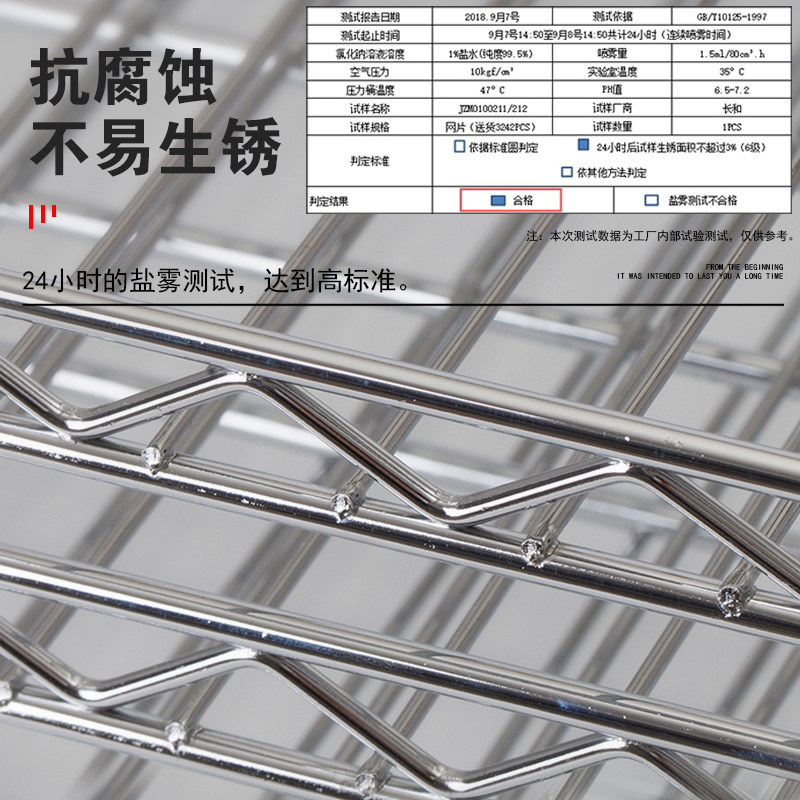 抗腐蚀
不易生锈
测试报告日期 2018.9月7号 测试依据 GB/T10125-1997
测试起止时间 9月7号14:50至9月8号14:50共计24小时（连续喷雾时间）
氯化钠溶液溶度 1%盐水(纯度99.5%) 喷雾量 1.5ml/80cm².h
空气压力 10kgf/cm² 实验室温度 35°C
压力桶温度 47°C PH值 6.5-7.2
试样名称 JZM0100211/212 试样厂商 长和
试样规格 网片（送货3242PCS） 试样数量 1PCS
判定标准 依据标准图判定 24小时后试样生锈面积不超过3%(6级)
依其他方法判定
判定结果 合格 盐雾测试不合格
注：本次测试数据为工厂内部试验测试，仅供参考。
24小时的盐雾测试，达到高标准。
FROM THE BEGINNING
IT WAS INTENDED TO LAST YOU A LONG TIME